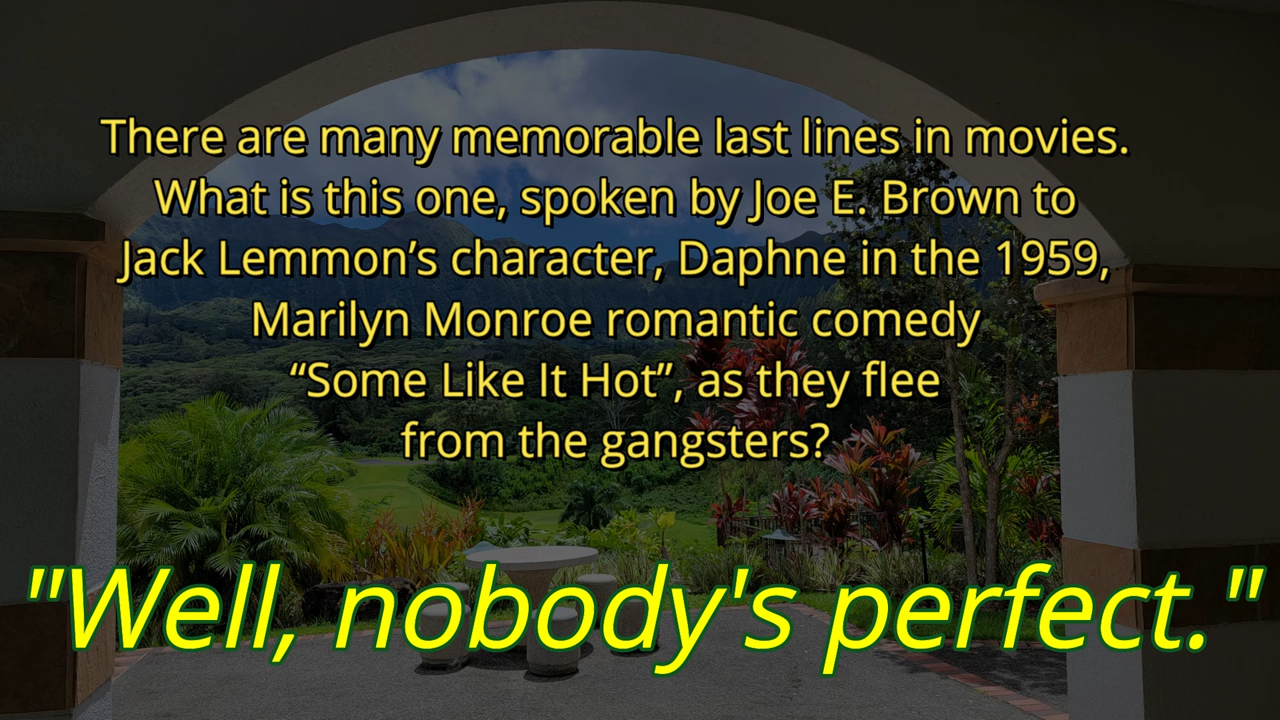 There are many memorable last lines in movies.
What is this one, spoken by Joe E. Brown to
Jack Lemmon’s character, Daphne in the 1959,
Marilyn Monroe romantic comedy
“Some Like It Hot”, as they flee
from the gangsters?
"Well, nobody's perfect."